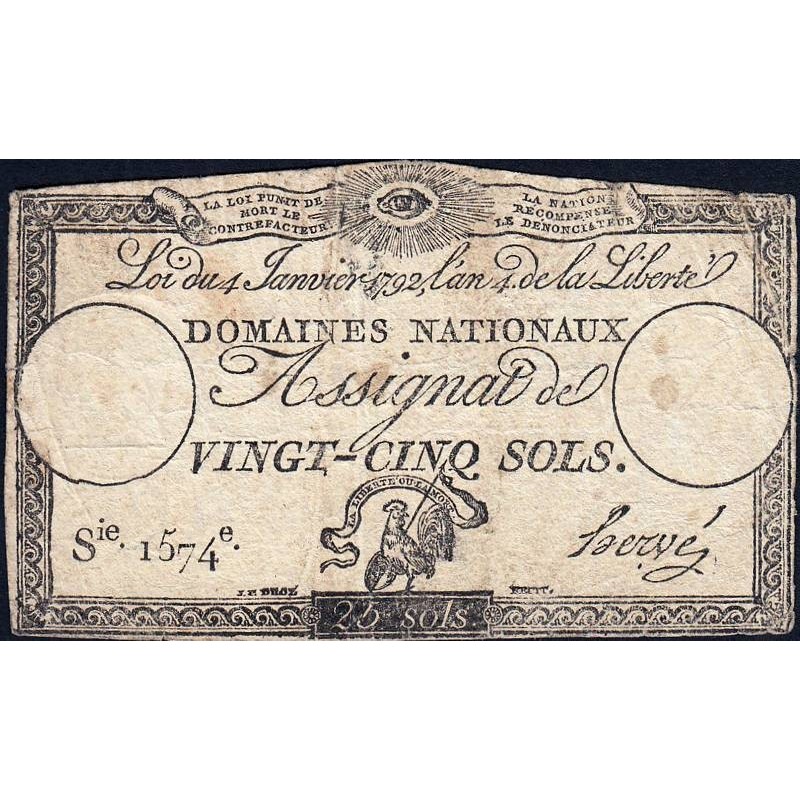 LA LOI PUNIT DE
MORT LE
CONTREFACTEUR
LA NATION
RECOMPENSE
LE DENONCIATEUR
Loi du 4 Janvier 1792, l'an 4. de la Liberté
DOMAINES NATIONAUX
Assignat de
VINGT-CINQ SOLS.
LA LIBERTÉ OU LA MORT
Sie. 1574e.
hervé
25 sols